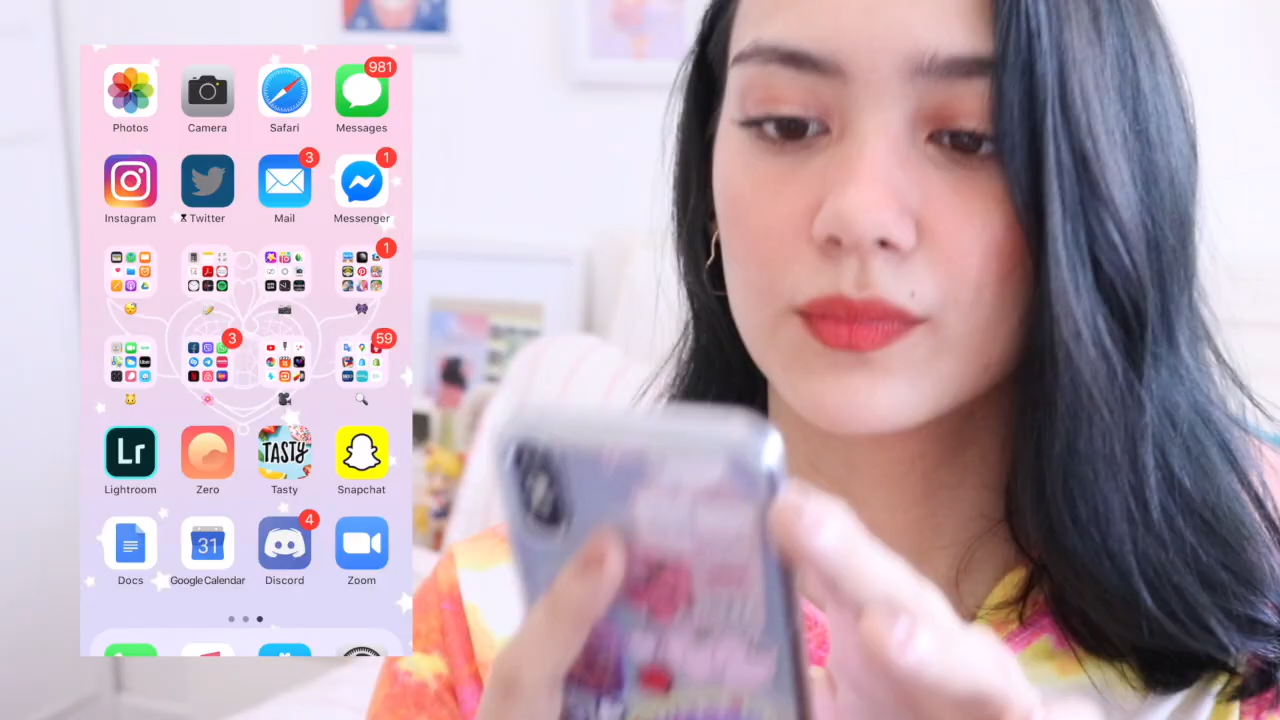 981
Photos Camera Safari Messages
3 1
Instagram Twitter Mail Messenger
1
3 59
Lr TASTY
Lightroom Zero Tasty Snapchat
31 4
Docs Google Calendar Discord Zoom